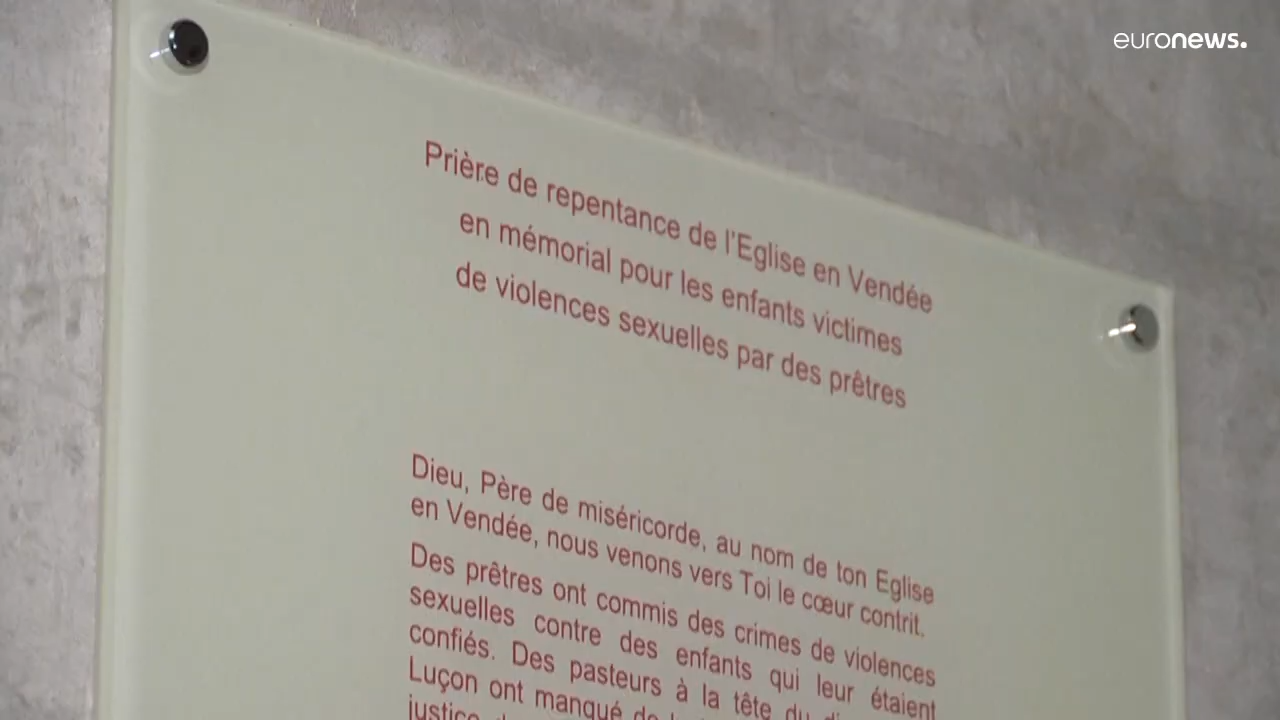 euronews.
Prière de repentance de l'Eglise en Vendée
en mémorial pour les enfants victimes
de violences sexuelles par des prêtres
Dieu, Père de miséricorde, au nom de ton Eglise
en Vendée, nous venons vers Toi le cœur contrit.
Des prêtres ont commis des crimes de violences
sexuelles contre des enfants qui leur étaient
confiés. Des pasteurs à la tête du
Luçon ont manqué de
justice